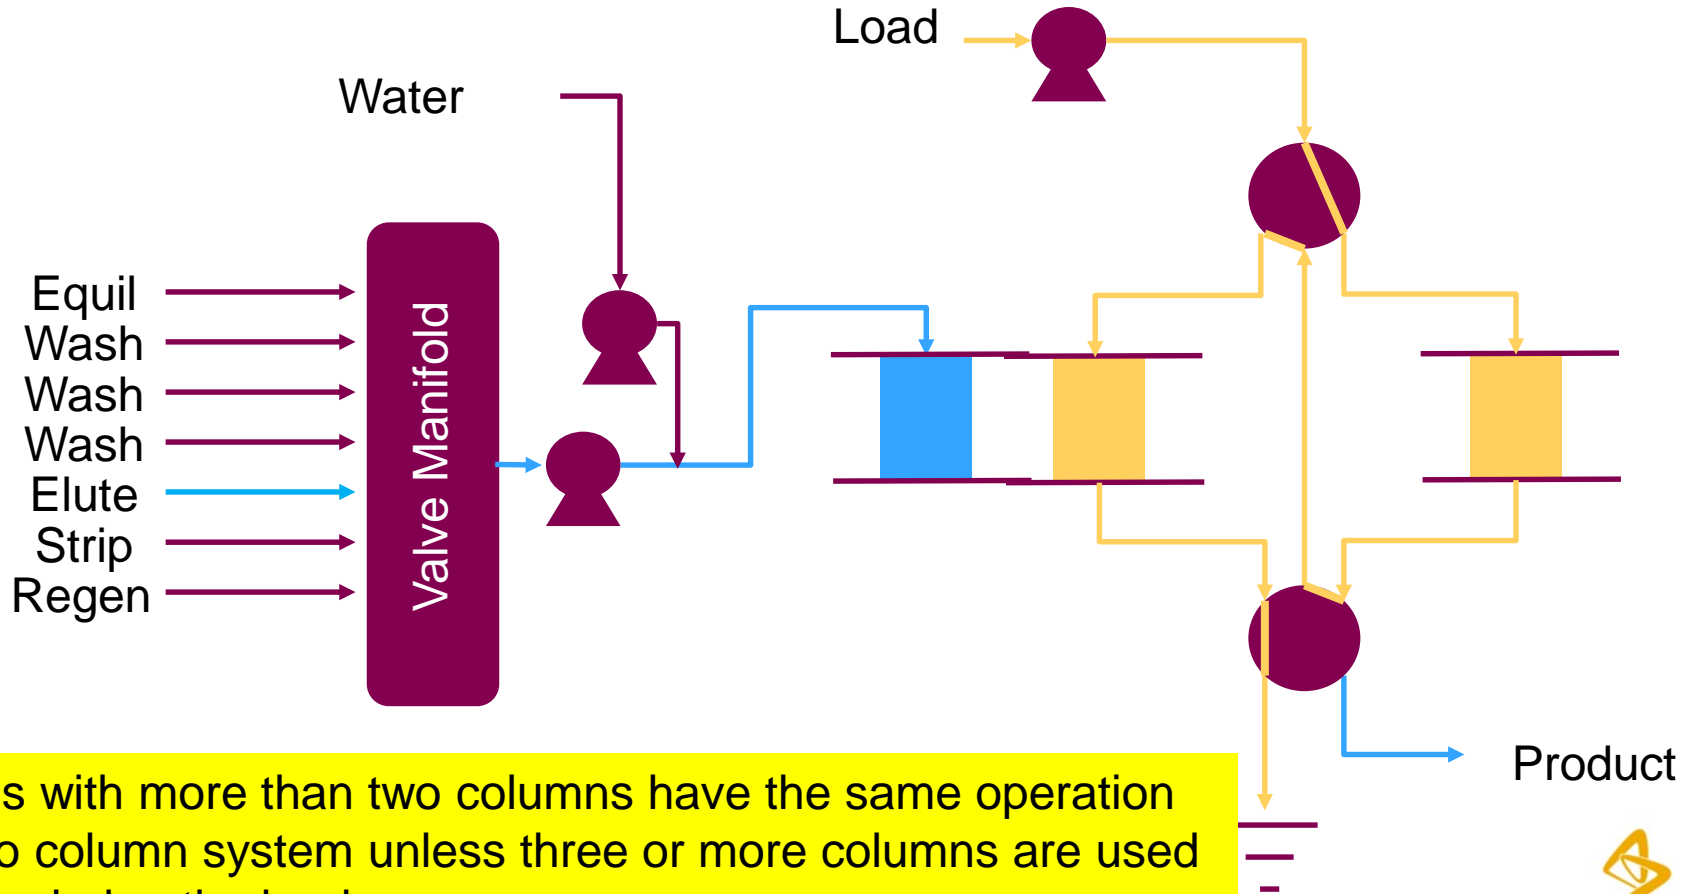 Load
Water
Equil
Wash
Wash
Wash
Elute
Strip
Regen
Valve Manifold
Product
s with more than two columns have the same operation
o column system unless three or more columns are used